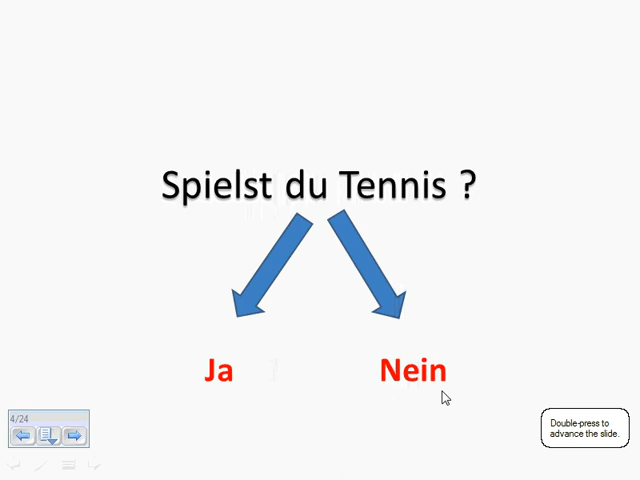 Spielst du Tennis ?
Ja
Nein
4/24
Double-press to
advance the slide.